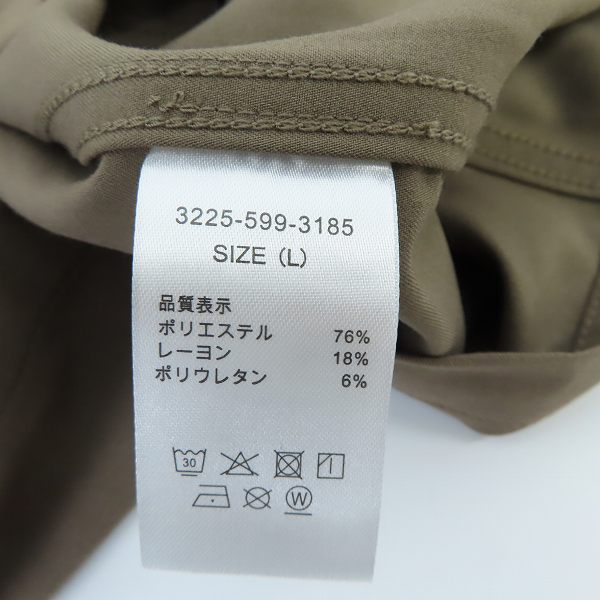 3225-599-3185
SIZE (L)
品質表示
ポリエステル 76%
レーヨン 18%
ポリウレタン 6%
30
W